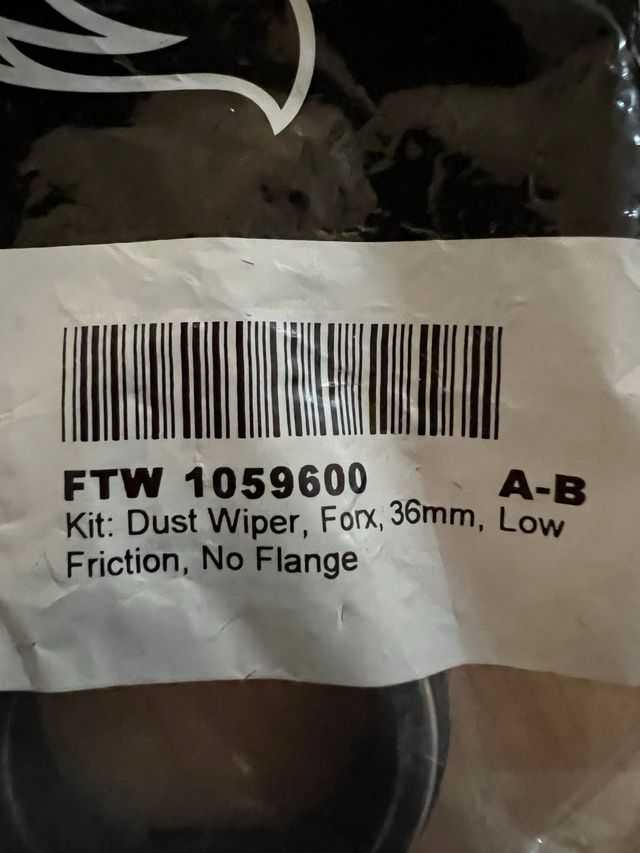 FTW 1059600 A-B
Kit: Dust Wiper, Forx, 36mm, Low
Friction, No Flange